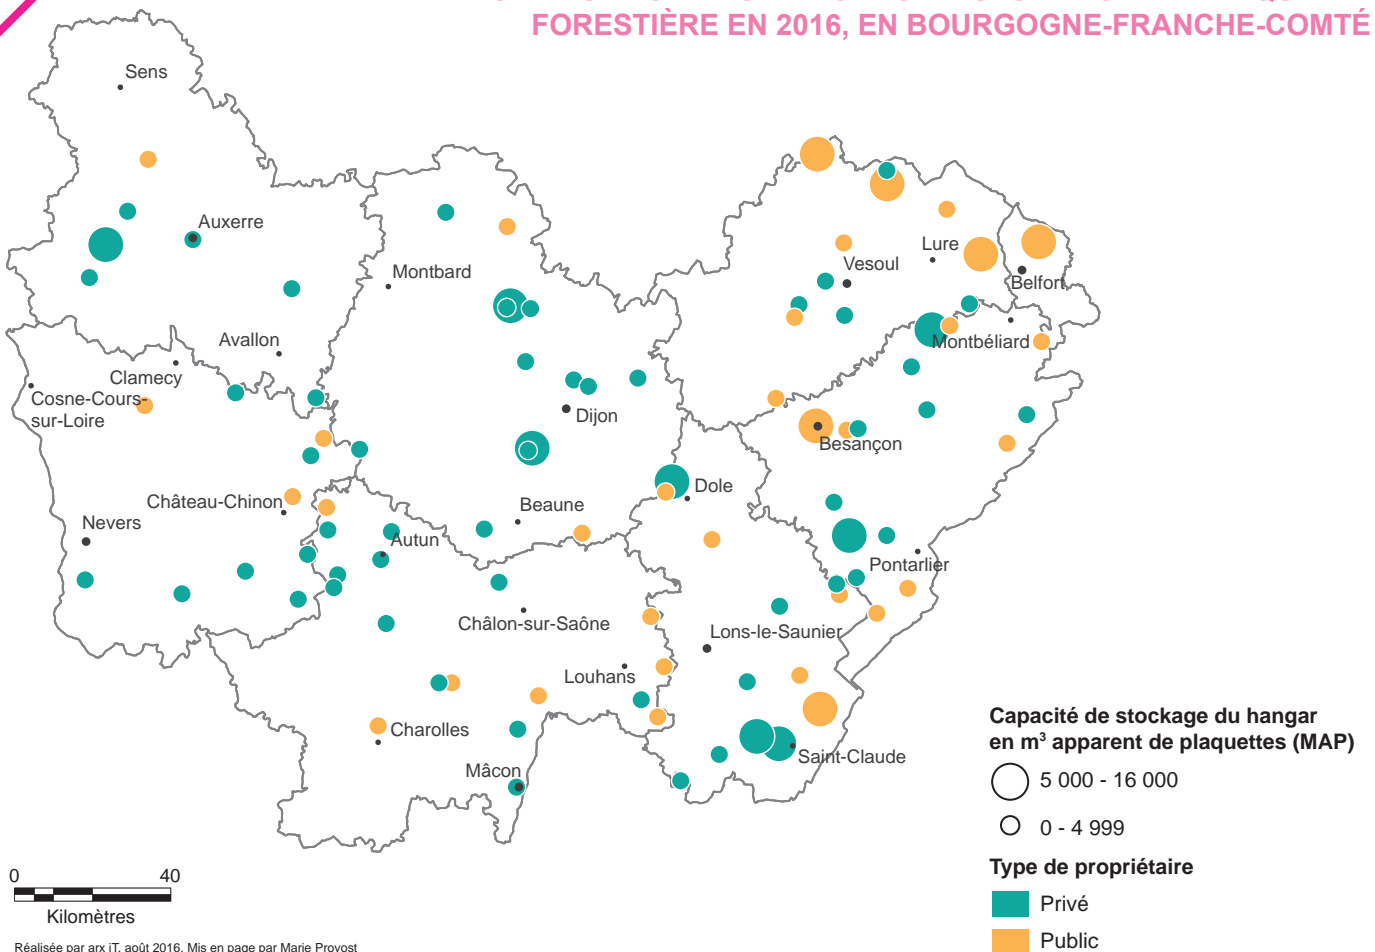 FORESTIÈRE EN 2016, EN BOURGOGNE-FRANCHE-COMTÉ
Sens
Auxerre
Montbard
Avallon
Clamecy
Cosne-Cours-
sur-Loire
Château-Chinon
Nevers
Dijon
Beaune
Autun
Châlon-sur-Saône
Louhans
Charolles
Mâcon
Vesoul
Lure
Belfort
Montbéliard
Besançon
Dole
Pontarlier
Lons-le-Saunier
Saint-Claude
Capacité de stockage du hangar
en m³ apparent de plaquettes (MAP)
5 000 - 16 000
0 - 4 999
Type de propriétaire
Privé
Public
0 40
Kilomètres
Réalisée par arx iT, août 2016. Mis en page par Marie Provost